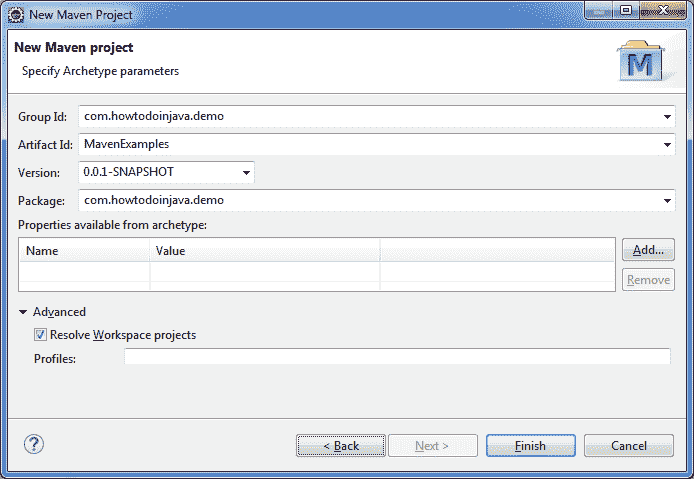 New Maven Project
New Maven project
Specify Archetype parameters
M
Group Id: com.howtodoinjava.demo
Artifact Id: MavenExamples
Version: 0.0.1-SNAPSHOT
Package: com.howtodoinjava.demo
Properties available from archetype:
Name Value
Add...
Remove
Advanced
Resolve Workspace projects
Profiles:
? < Back Next > Finish Cancel